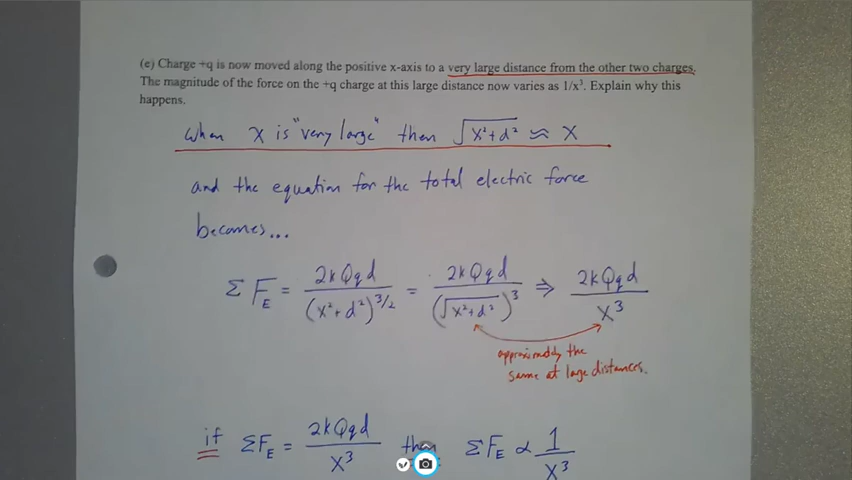 (e) Charge +q is now moved along the positive x-axis to a very large distance from the other two charges.
The magnitude of the force on the +q charge at this large distance now varies as 1/x³. Explain why this
happens.
When x is "very large" then √(x²+d²) ≈ x
and the equation for the total electric force
becomes...
ΣF_E = 2kQqd/(x²+d²)^(3/2) = 2kQqd/(√(x²+d²))³ ⇒ 2kQqd/x³
approximately the
same at large distances.
if ΣF_E = 2kQqd/x³ then ΣF_E ∝ 1/x³